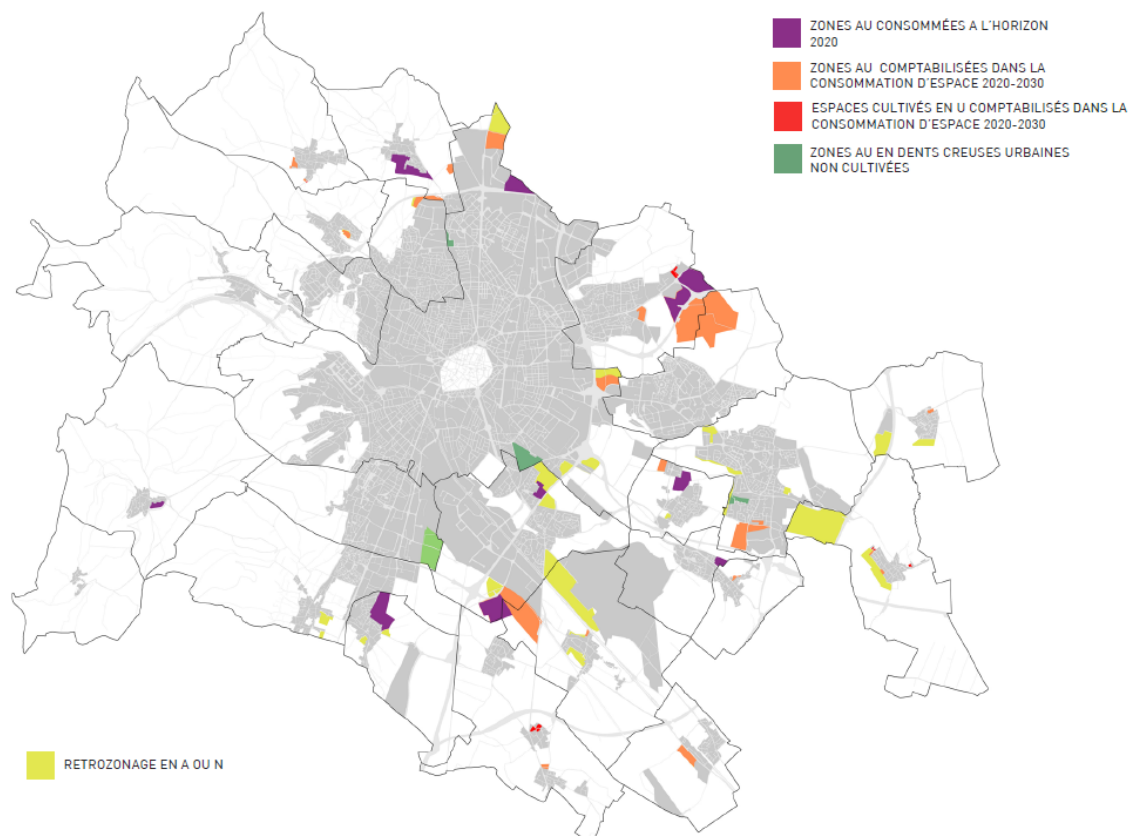 ZONES AU CONSOMMÉES A L'HORIZON
2020
ZONES AU COMPTABILISÉES DANS LA
CONSOMMATION D'ESPACE 2020-2030
ESPACES CULTIVÉS EN U COMPTABILISÉS DANS LA
CONSOMMATION D'ESPACE 2020-2030
ZONES AU EN DENTS CREUSES URBAINES
NON CULTIVÉES
RETROZONAGE EN A OU N